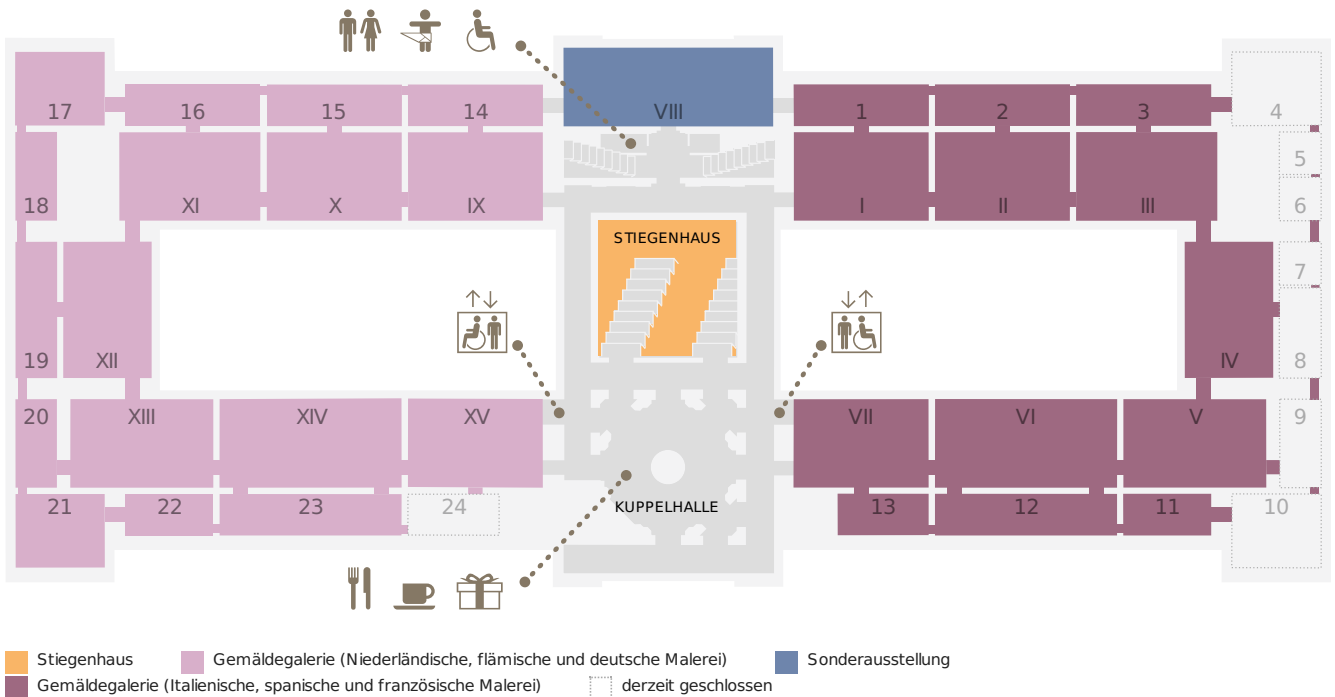 17
16
15
14
VIII
1
2
3
4
5
18
XI
X
IX
I
II
III
6
STIEGENHAUS
7
19
XII
IV
8
20
XIII
XIV
XV
VII
VI
V
9
21
22
23
24
KUPPELHALLE
13
12
11
10
Stiegenhaus
Gemäldegalerie (Niederländische, flämische und deutsche Malerei)
Sonderausstellung
Gemäldegalerie (Italienische, spanische und französische Malerei)
derzeit geschlossen